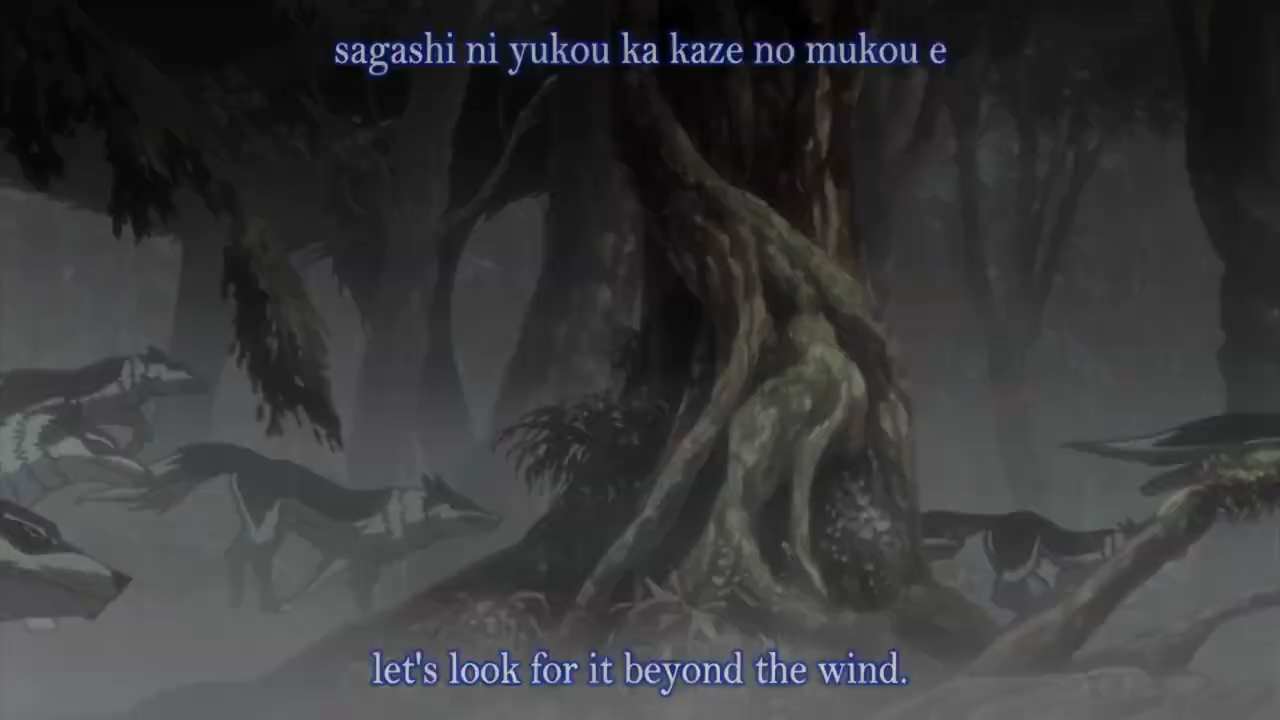 sagashi ni yukou ka kaze no mukou e
let's look for it beyond the wind.